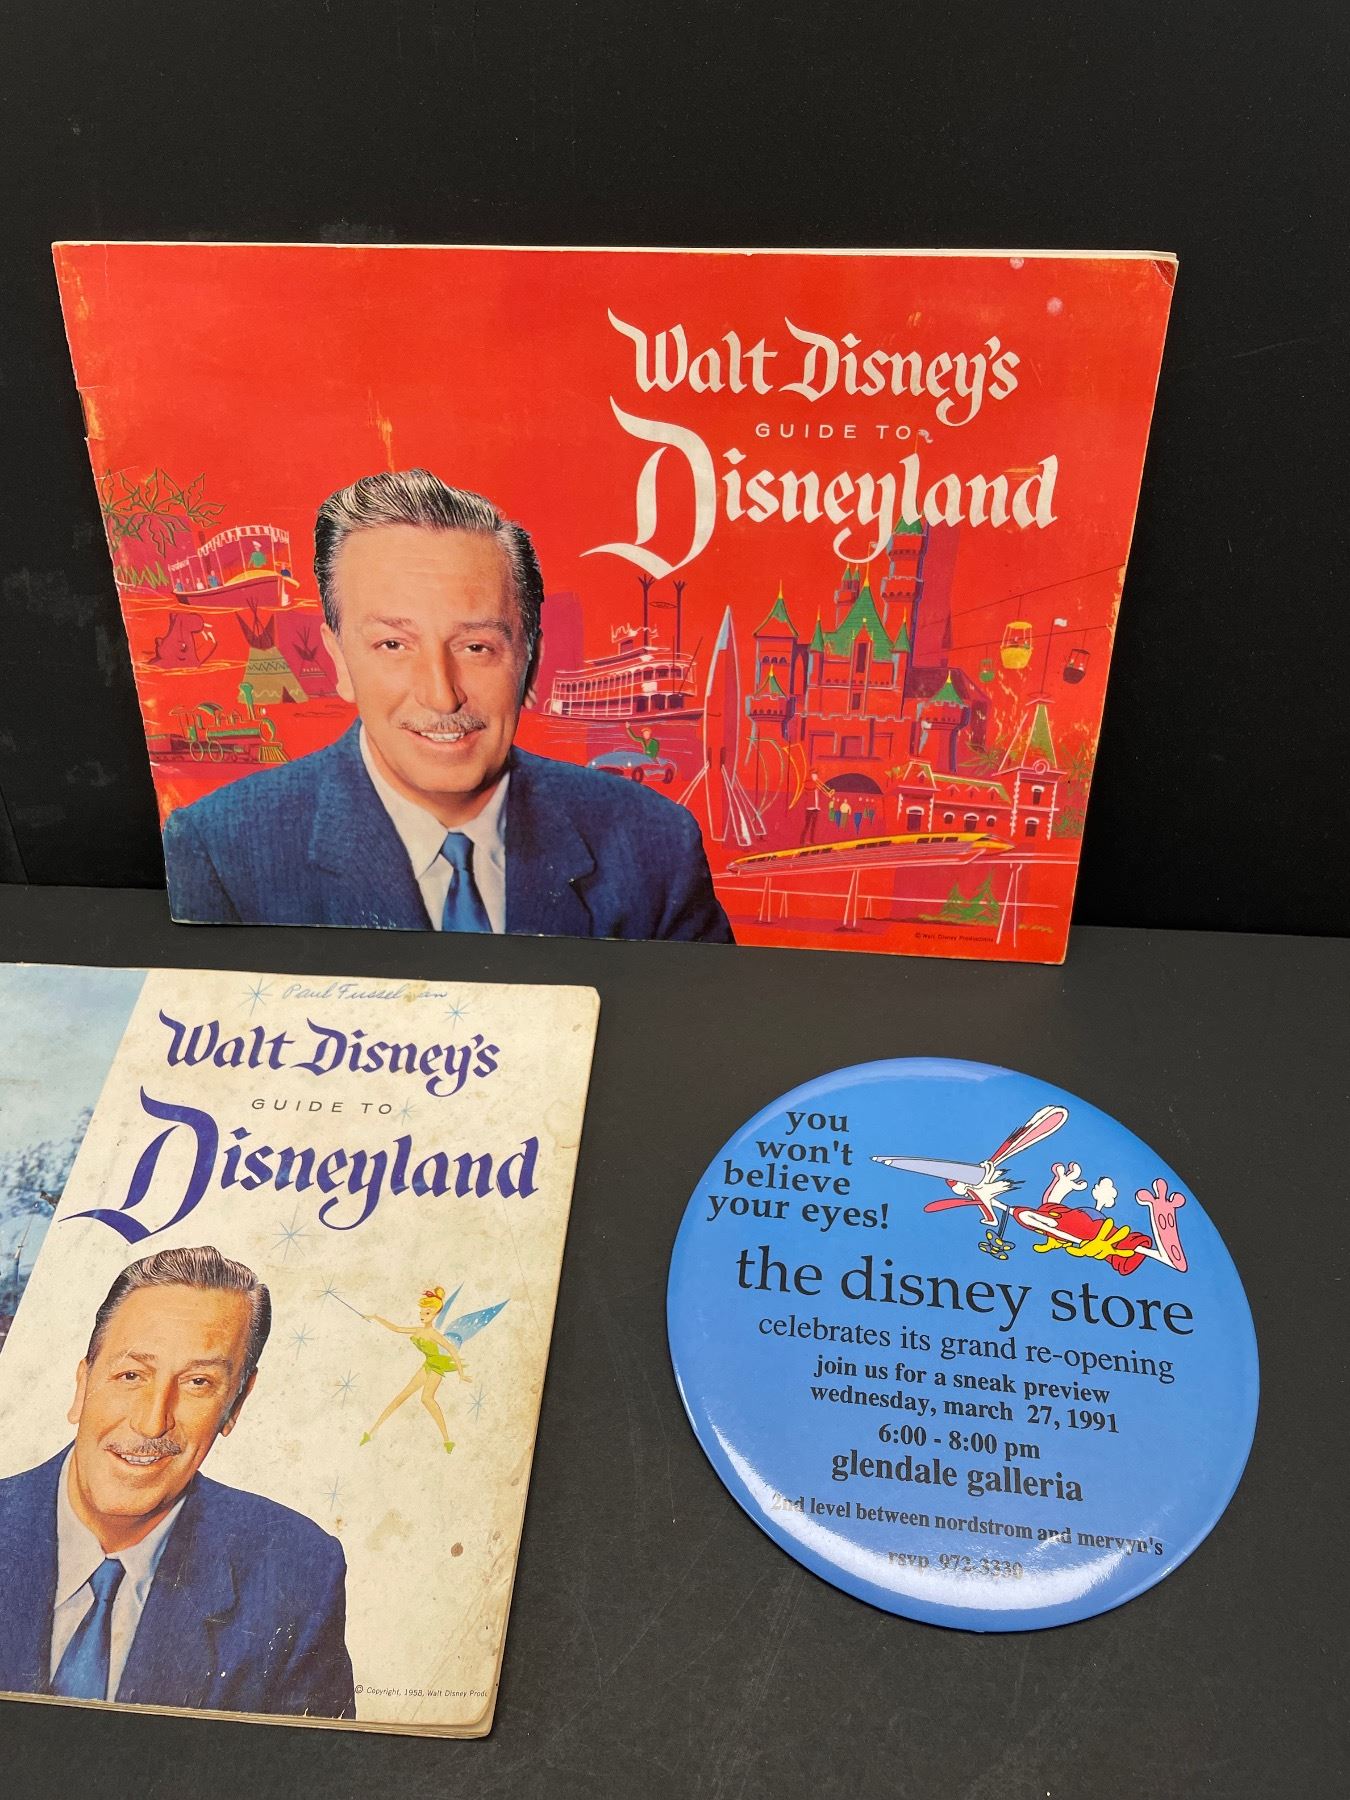 Walt Disney's
GUIDE TO
Disneyland
© Walt Disney Productions
Paul Fussel
Walt Disney's
GUIDE TO
Disneyland
© Copyright, 1958, Walt Disney Produc
you
won't
believe
your eyes!
the disney store
celebrates its grand re-opening
join us for a sneak preview
wednesday, march 27, 1991
6:00 - 8:00 pm
glendale galleria
2nd level between nordstrom and mervyn's
rsvp 972-3330